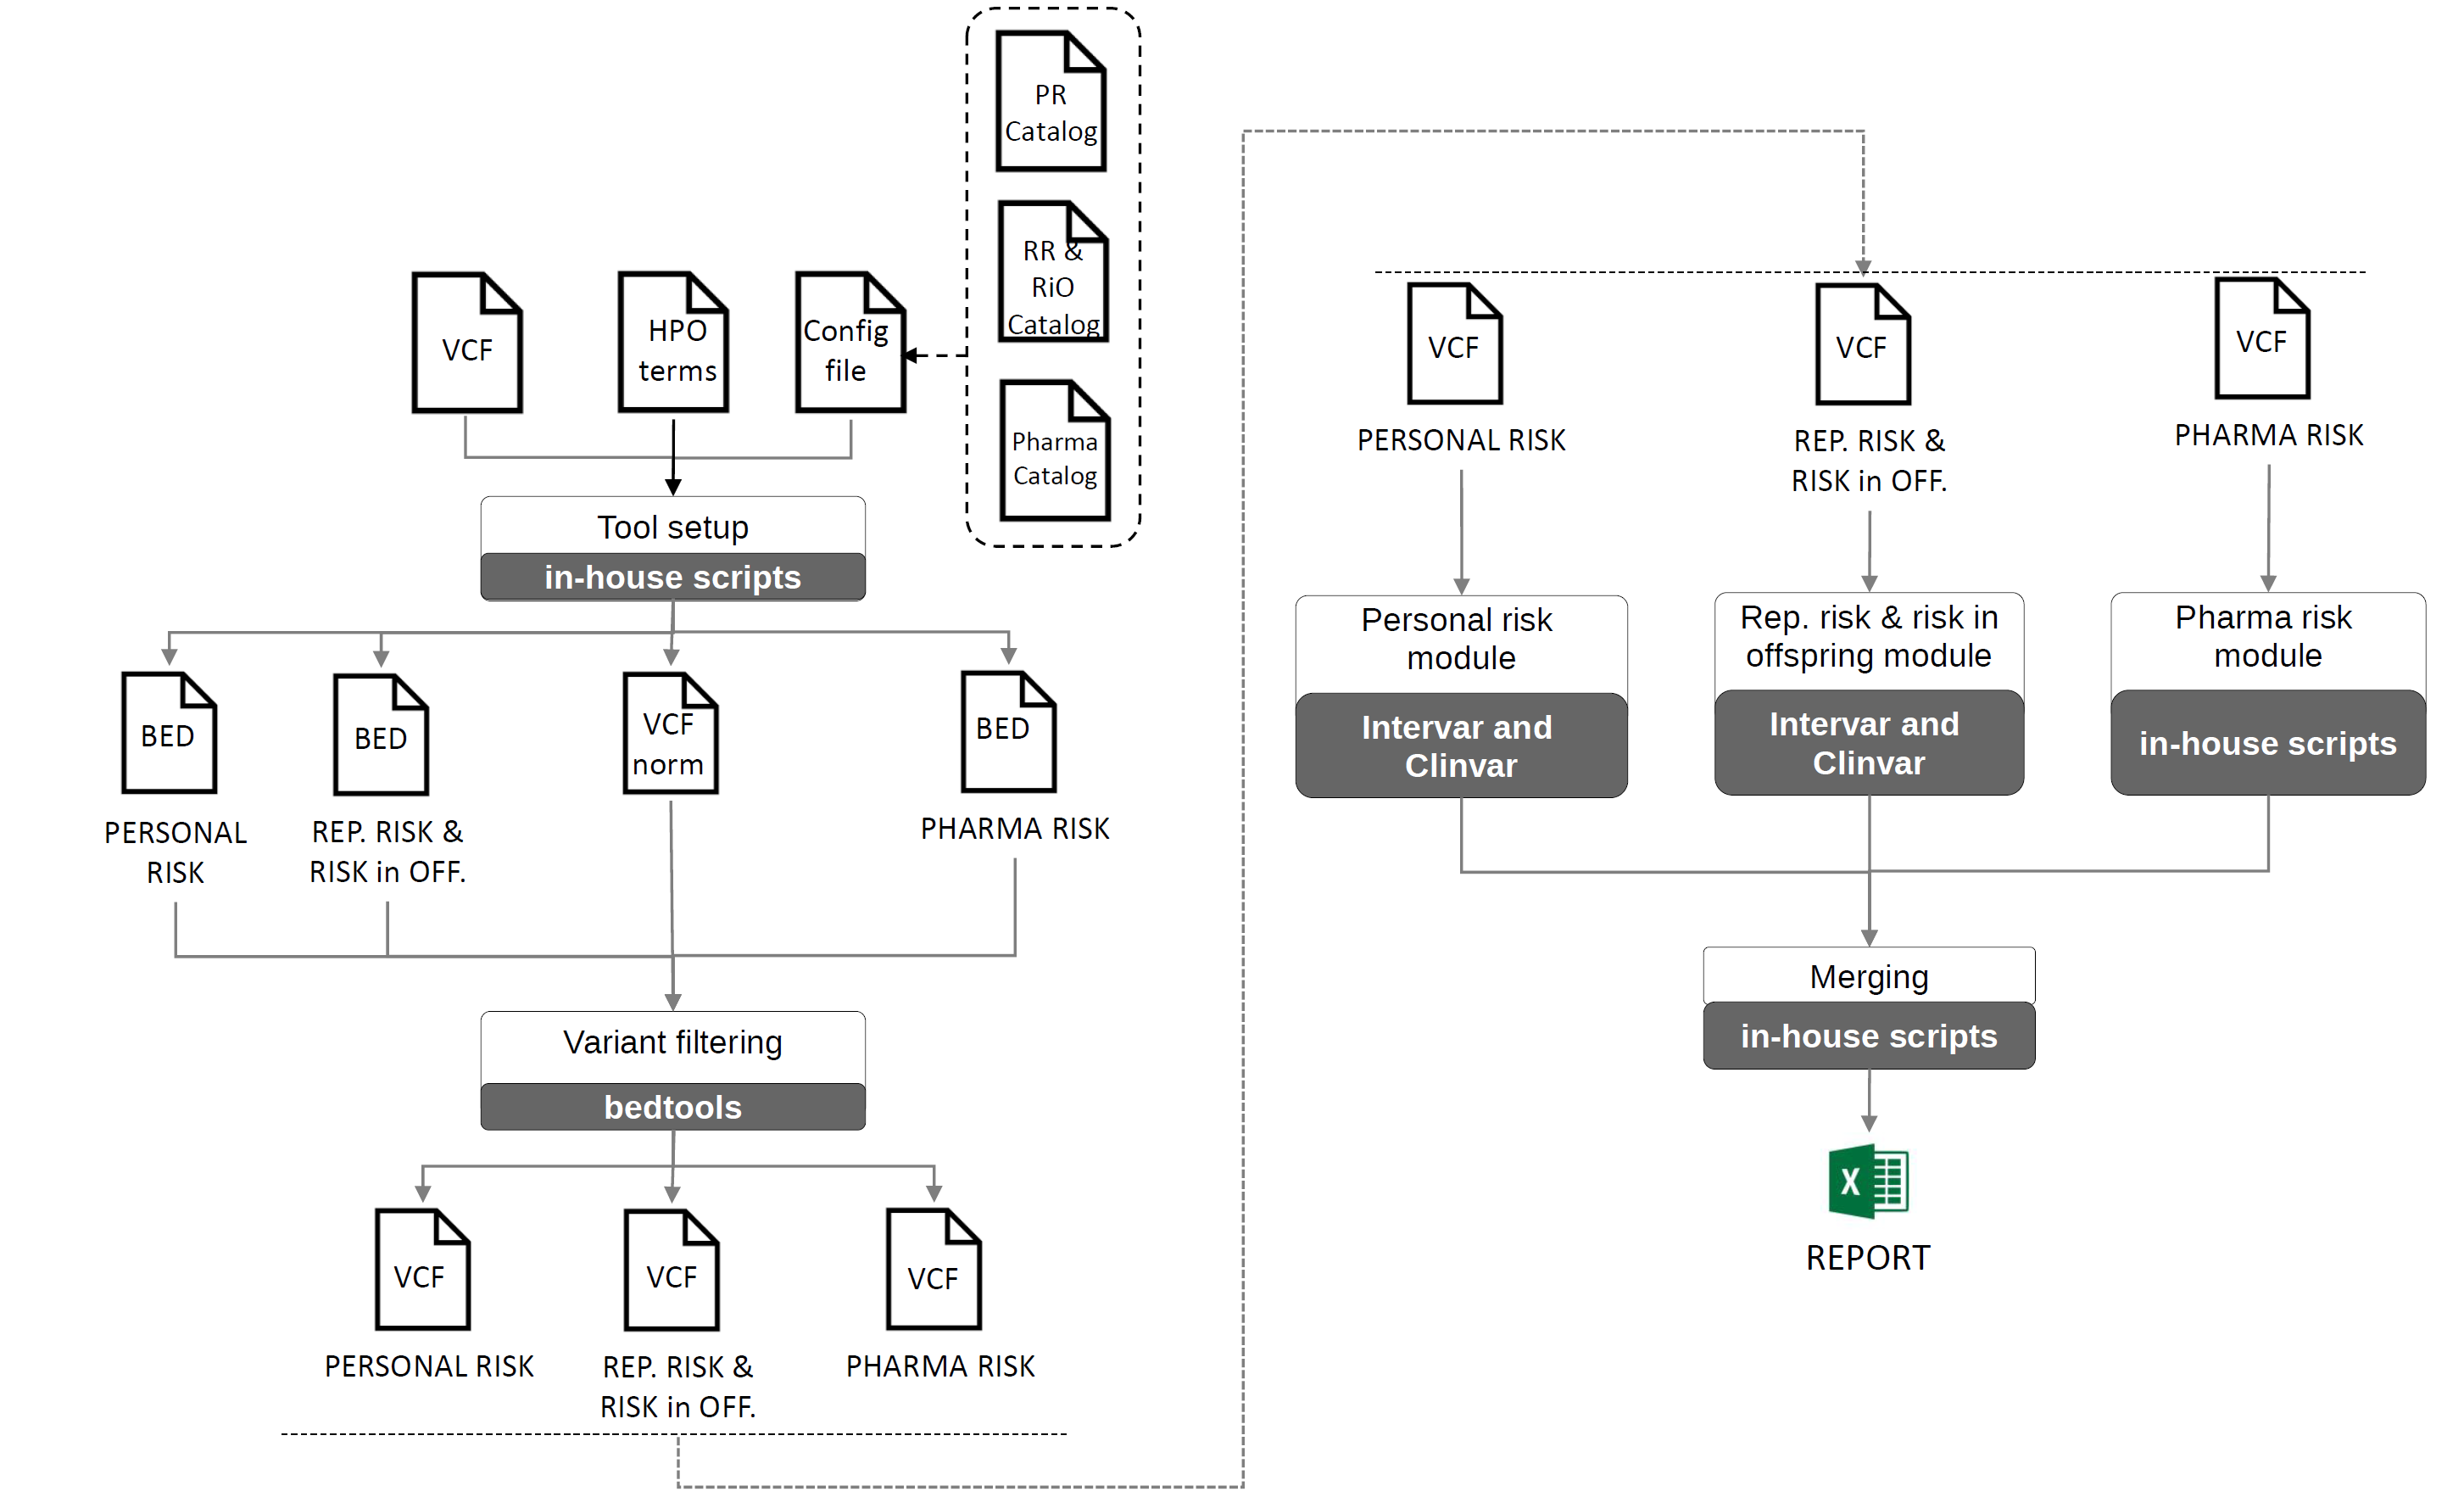 PR
Catalog
RR &
RiO
Catalog
Pharma
Catalog
VCF
HPO
terms
Config
file
Tool setup
in-house scripts
BED
PERSONAL
RISK
BED
REP. RISK &
RISK in OFF.
VCF
norm
BED
PHARMA RISK
Variant filtering
bedtools
VCF
PERSONAL RISK
VCF
REP. RISK &
RISK in OFF.
VCF
PHARMA RISK
VCF
PERSONAL RISK
VCF
REP. RISK &
RISK in OFF.
VCF
PHARMA RISK
Personal risk
module
Intervar and
Clinvar
Rep. risk & risk in
offspring module
Intervar and
Clinvar
Pharma risk
module
in-house scripts
Merging
in-house scripts
X
REPORT